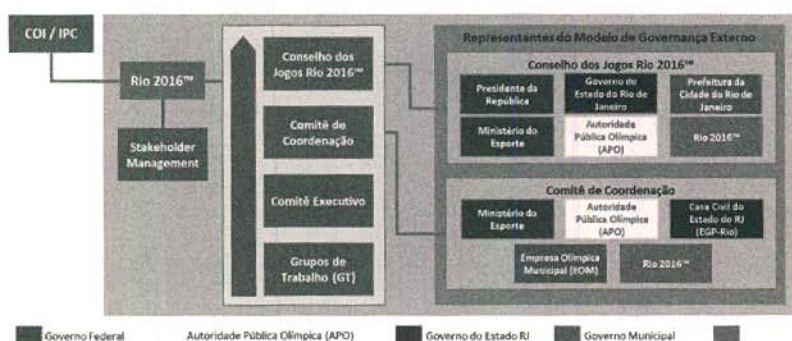 COI / IPC
Rio 2016™
Stakeholder
Management
Conselho dos
Jogos Rio 2016™
Comitê de
Coordenação
Comitê Executivo
Grupos de
Trabalho (GT)
Representantes do Modelo de Governança Externo
Conselho dos Jogos Rio 2016™
Presidente da
República
Governo do
Estado do Rio de
Janeiro
Prefeitura da
Cidade do Rio de
Janeiro
Ministério do
Esporte
Autoridade
Pública Olímpica
(APO)
Rio 2016™
Comitê de Coordenação
Ministério do
Esporte
Autoridade
Pública Olímpica
(APO)
Casa Civil do
Estado do RJ
(EGP-Rio)
Empresa Olímpica
Municipal (EOM)
Rio 2016™
Governo Federal
Autoridade Pública Olímpica (APO)
Governo do Estado RJ
Governo Municipal